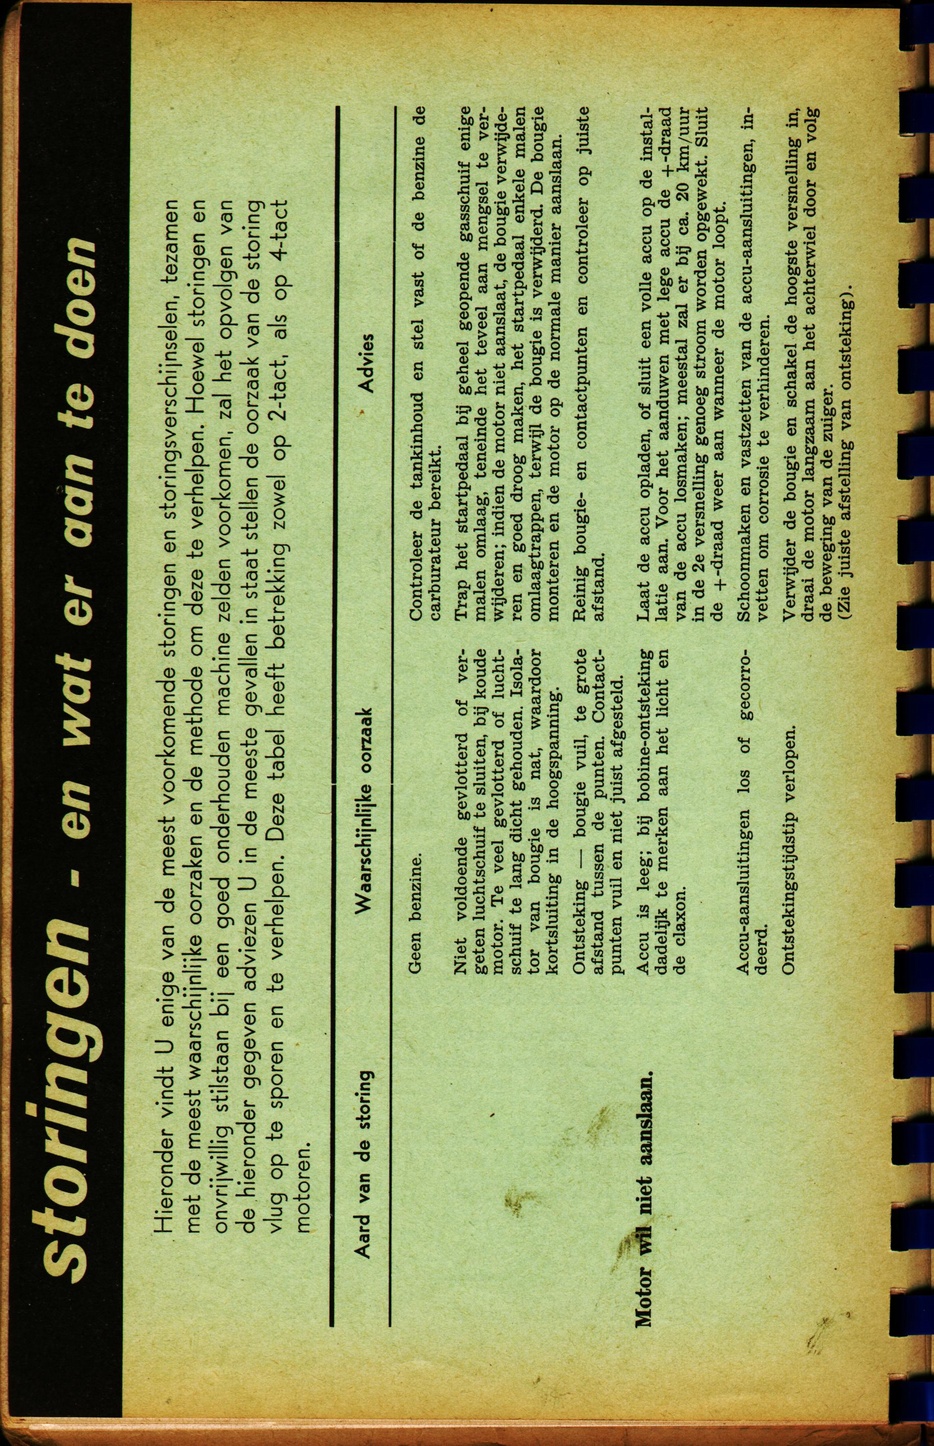 storingen - en wat er aan te doen
Hieronder vindt U enige van de meest voorkomende storingen en storingsverschijnselen, tezamen
met de meest waarschijnlijke oorzaken en de methode om deze te verhelpen. Hoewel storingen en
onvrijwillig stilstaan bij een goed onderhouden machine zelden voorkomen, zal het opvolgen van
de hieronder gegeven adviezen U in de meeste gevallen in staat stellen de oorzaak van de storing
vlug op te sporen en te verhelpen. Deze tabel heeft betrekking zowel op 2-tact, als op 4-tact
motoren.
Aard van de storing
Waarschijnlijke oorzaak
Advies
Motor wil niet aanslaan.
Geen benzine.
Controleer de tankinhoud en stel vast of de benzine de
carburateur bereikt.
Niet voldoende gevlotterd of ver-
geten luchtschuif te sluiten, bij koude
motor. Te veel gevlotterd of lucht-
schuif te lang dicht gehouden. Isola-
tor van bougie is nat, waardoor
kortsluiting in de hoogspanning.
Trap het startpedaal bij geheel geopende gasschuif enige
malen omlaag, teneinde het teveel aan mengsel te ver-
wijderen; indien de motor niet aanslaat, de bougie verwijde-
ren en goed droog maken, het startpedaal enkele malen
omlaagtrappen, terwijl de bougie is verwijderd. De bougie
monteren en de motor op de normale manier aanslaan.
Ontsteking — bougie vuil, te grote
afstand tussen de punten. Contact-
punten vuil en niet juist afgesteld.
Reinig bougie- en contactpunten en controleer op juiste
afstand.
Accu is leeg; bij bobine-ontsteking
dadelijk te merken aan het licht en
de claxon.
Laat de accu opladen, of sluit een volle accu op de instal-
latie aan. Voor het aanduwen met lege accu de +-draad
van de accu losmaken; meestal zal er bij ca. 20 km/uur
in de 2e versnelling genoeg stroom worden opgewekt. Sluit
de +-draad weer aan wanneer de motor loopt.
Accu-aansluitingen los of gecorro-
deerd.
Schoonmaken en vastzetten van de accu-aansluitingen, in-
vetten om corrosie te verhinderen.
Ontstekingstijdstip verlopen.
Verwijder de bougie en schakel de hoogste versnelling in,
draai de motor langzaam aan het achterwiel door en volg
de beweging van de zuiger.
(Zie juiste afstelling van ontsteking).